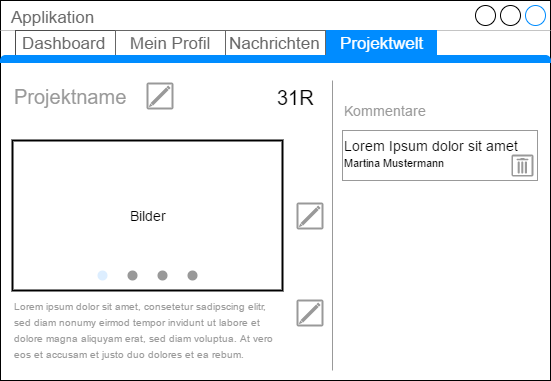 Applikation
Dashboard
Mein Profil
Nachrichten
Projektwelt
Projektname
31R
Kommentare
Lorem Ipsum dolor sit amet
Martina Mustermann
Bilder
Lorem ipsum dolor sit amet, consetetur sadipscing elitr,
sed diam nonumy eirmod tempor invidunt ut labore et
dolore magna aliquyam erat, sed diam voluptua. At vero
eos et accusam et justo duo dolores et ea rebum.